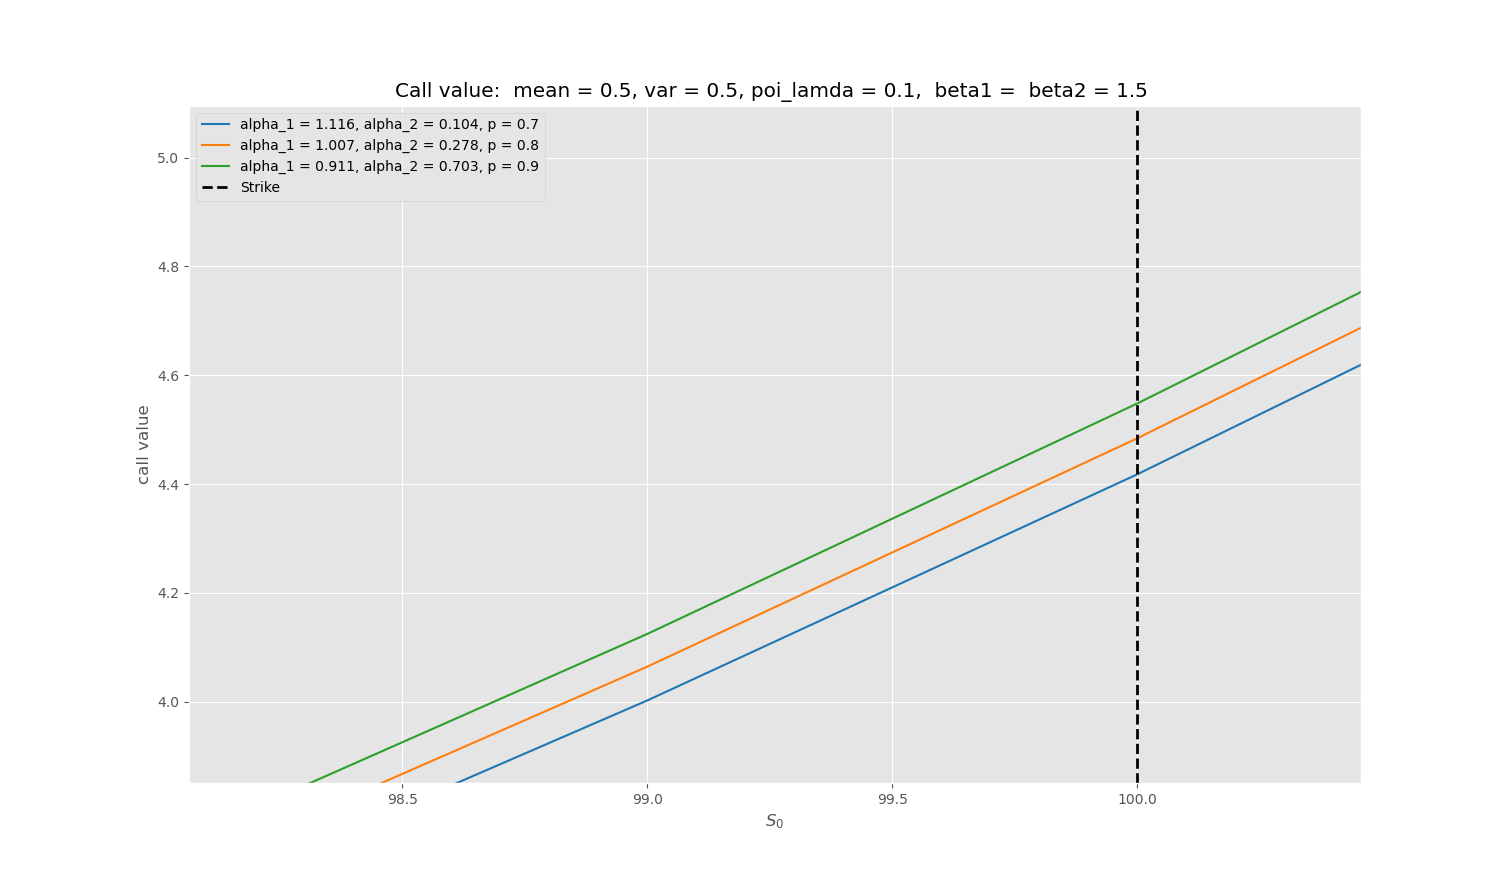 Call value:  mean = 0.5, var = 0.5, poi_lamda = 0.1,  beta1 =  beta2 = 1.5
alpha_1 = 1.116, alpha_2 = 0.104, p = 0.7
alpha_1 = 1.007, alpha_2 = 0.278, p = 0.8
alpha_1 = 0.911, alpha_2 = 0.703, p = 0.9
Strike
5.0
4.8
4.6
4.4
4.2
4.0
call value
98.5 99.0 99.5 100.0
S_0